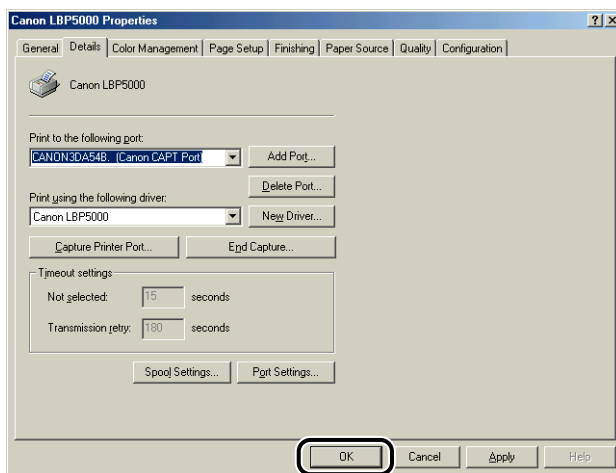 Canon LBP5000 Properties
General Details Color Management Page Setup Finishing Paper Source Quality Configuration
Canon LBP5000
Print to the following port:
CANON3DA54B. (Canon CAPT Port) Add Port...
Delete Port...
Print using the following driver:
Canon LBP5000 New Driver...
Capture Printer Port... End Capture...
Timeout settings
Not selected: 15 seconds
Transmission retry: 180 seconds
Spool Settings... Port Settings...
OK Cancel Apply Help